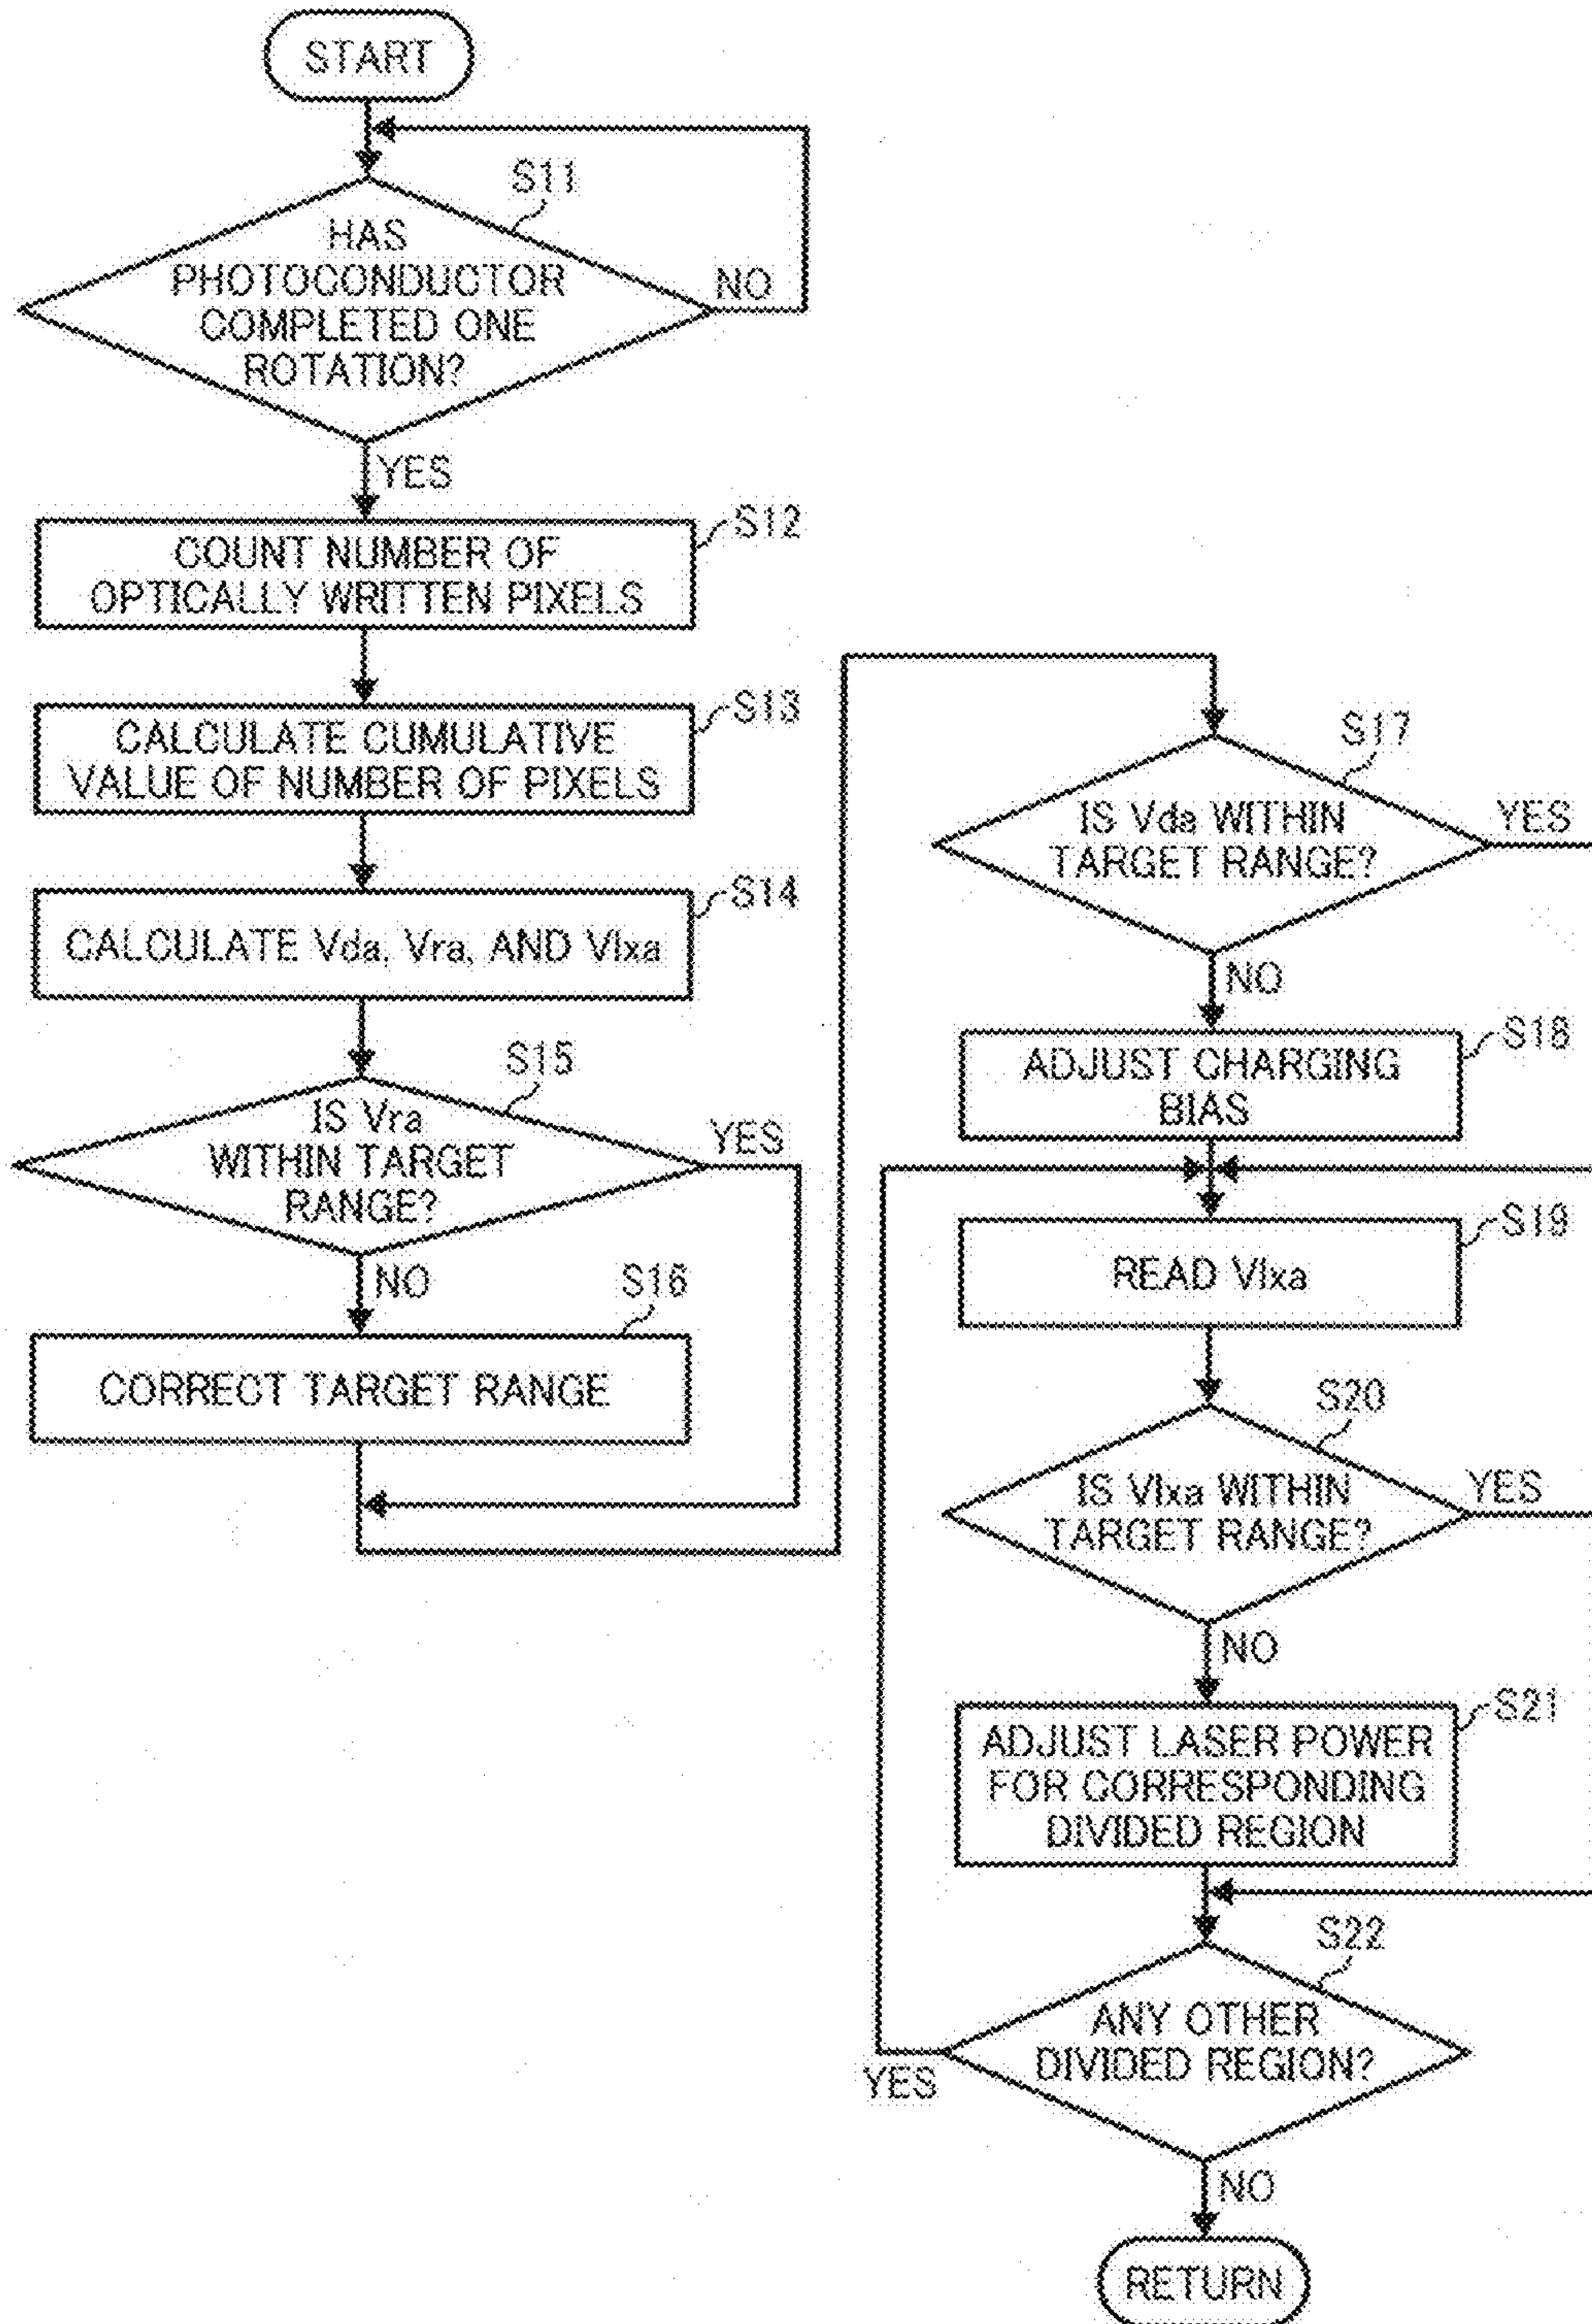 START
S11
HAS
PHOTOCONDUCTOR
COMPLETED ONE
ROTATION?
NO
YES
S12
COUNT NUMBER OF
OPTICALLY WRITTEN PIXELS
S13
CALCULATE CUMULATIVE
VALUE OF NUMBER OF PIXELS
S14
CALCULATE Vda, Vra, AND Vlxa
S15
IS Vra
WITHIN TARGET
RANGE?
YES
NO
S16
CORRECT TARGET RANGE
S17
IS Vda WITHIN
TARGET RANGE?
YES
NO
S18
ADJUST CHARGING
BIAS
S19
READ Vlxa
S20
IS Vlxa WITHIN
TARGET RANGE?
YES
NO
S21
ADJUST LASER POWER
FOR CORRESPONDING
DIVIDED REGION
S22
ANY OTHER
DIVIDED REGION?
YES
NO
RETURN